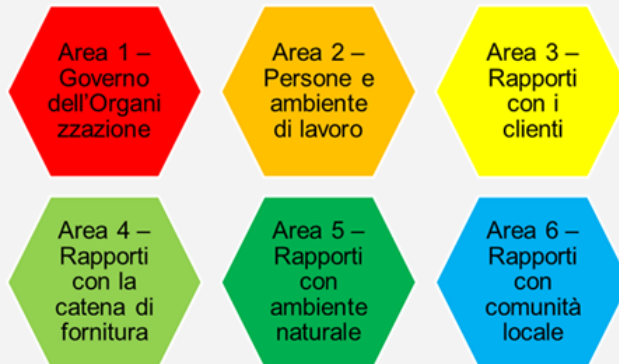 Area 1 –
Governo
dell'Organi
zzazione
Area 2 –
Persone e
ambiente
di lavoro
Area 3 –
Rapporti
con i
clienti
Area 4 –
Rapporti
con la
catena di
fornitura
Area 5 –
Rapporti
con
ambiente
naturale
Area 6 –
Rapporti
con
comunità
locale